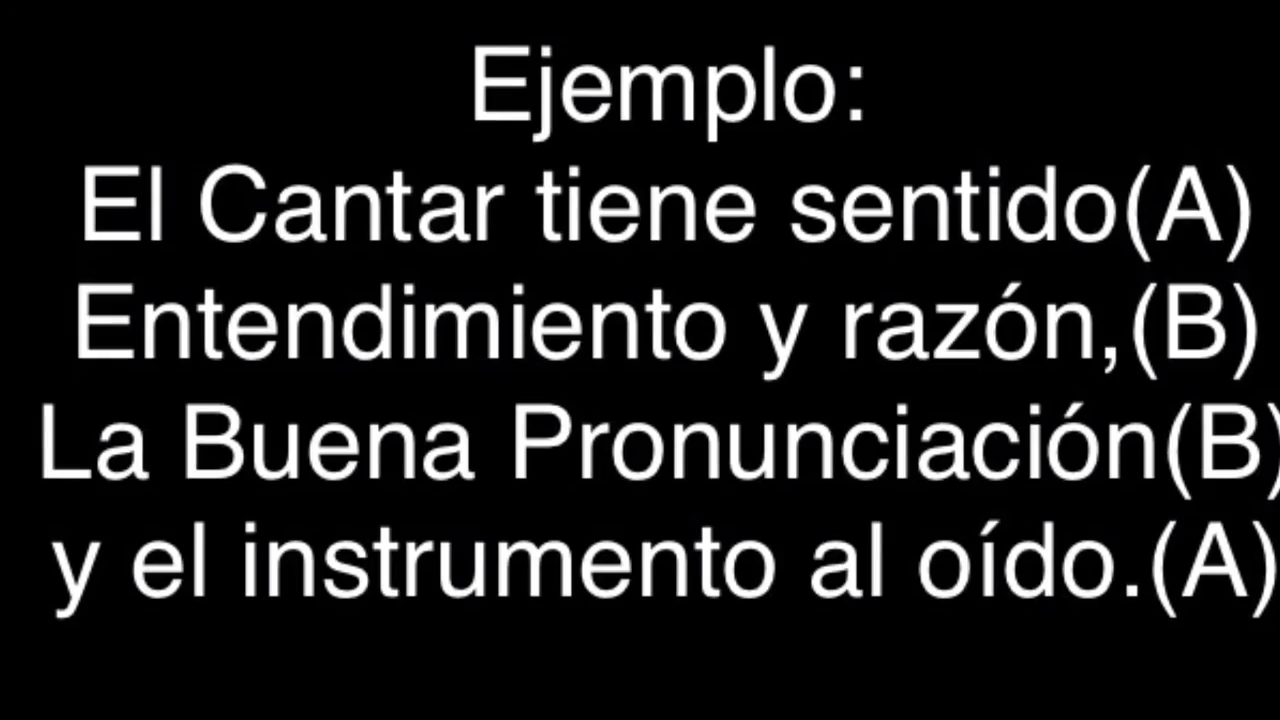 Ejemplo:
El Cantar tiene sentido(A)
Entendimiento y razón,(B)
La Buena Pronunciación(B)
y el instrumento al oído.(A)